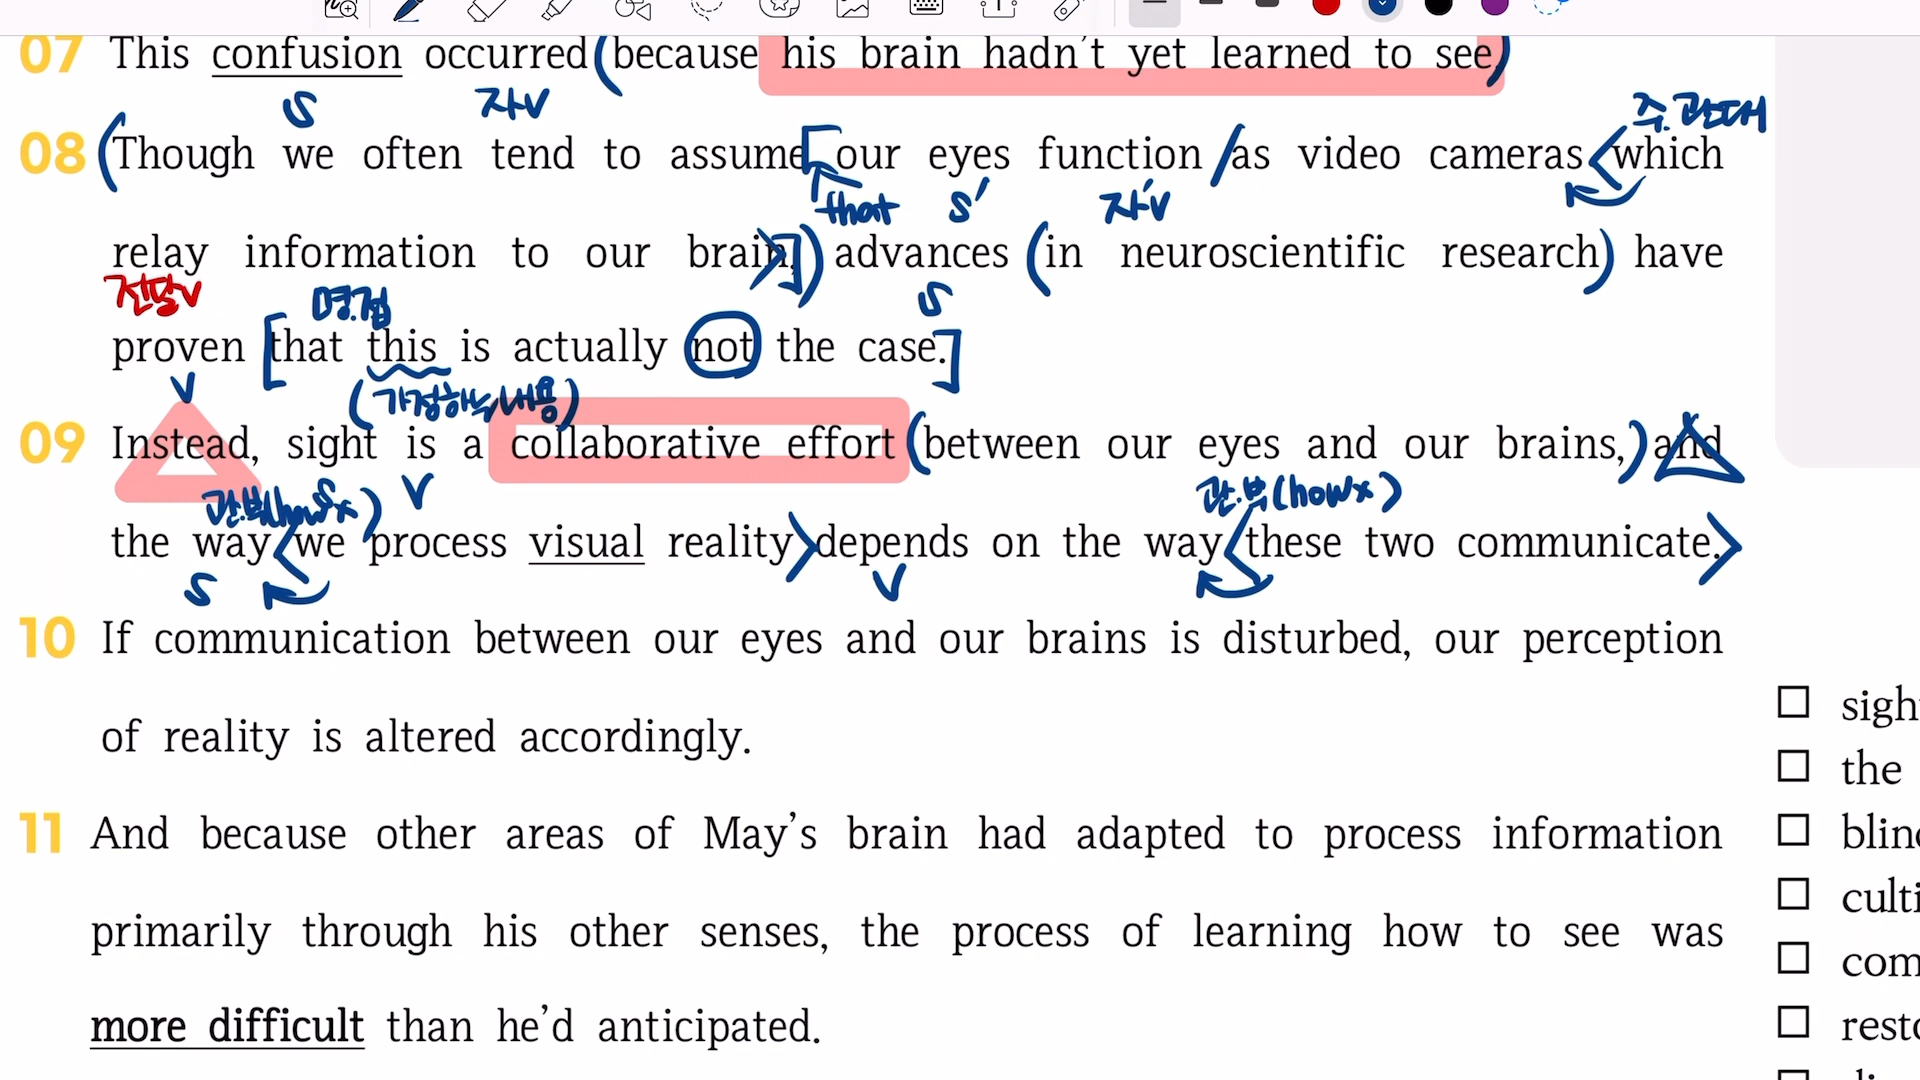 07 This confusion occurred (because his brain hadn't yet learned to see)
S 자V 주.관대
08 (Though we often tend to assume [our eyes function / as video cameras <which
that S' 자V'
relay information to our brain,>]) advances (in neuroscientific research) have
전달V 명.접 S
proven [that this is actually not the case.]
V (가정하는 내용)
09 Instead, sight is a collaborative effort (between our eyes and our brains,) and
관.부(how x) S V 관.부(how x)
the way <we process visual reality> depends on the way <these two communicate.>
S V
10 If communication between our eyes and our brains is disturbed, our perception
of reality is altered accordingly.
11 And because other areas of May's brain had adapted to process information
primarily through his other senses, the process of learning how to see was
more difficult than he'd anticipated.
sigh
the
blin
culti
com
resto